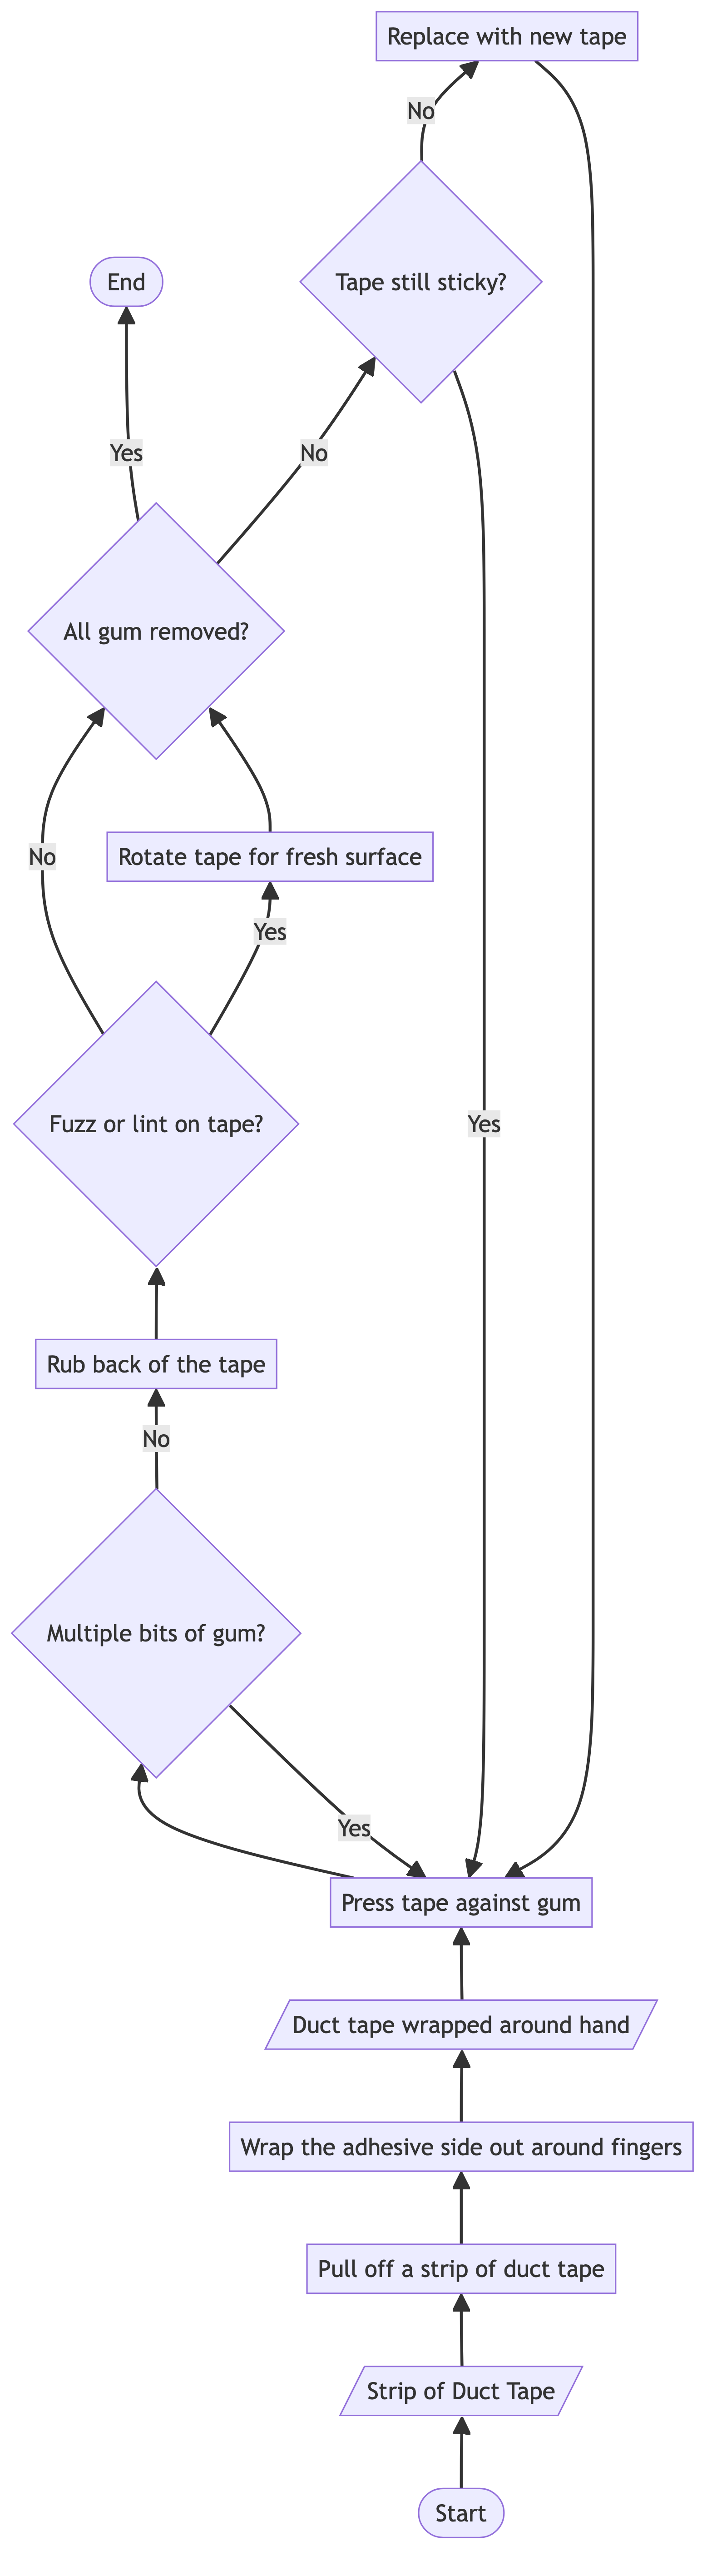 Replace with new tape
No
Tape still sticky?
End
Yes
No
All gum removed?
No
Rotate tape for fresh surface
Yes
Fuzz or lint on tape?
Yes
Rub back of the tape
No
Multiple bits of gum?
Yes
Press tape against gum
Duct tape wrapped around hand
Wrap the adhesive side out around fingers
Pull off a strip of duct tape
Strip of Duct Tape
Start